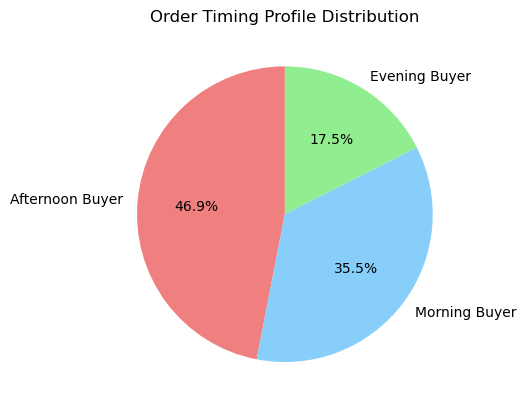 Order Timing Profile Distribution
Evening Buyer
17.5%
Afternoon Buyer
46.9%
35.5%
Morning Buyer